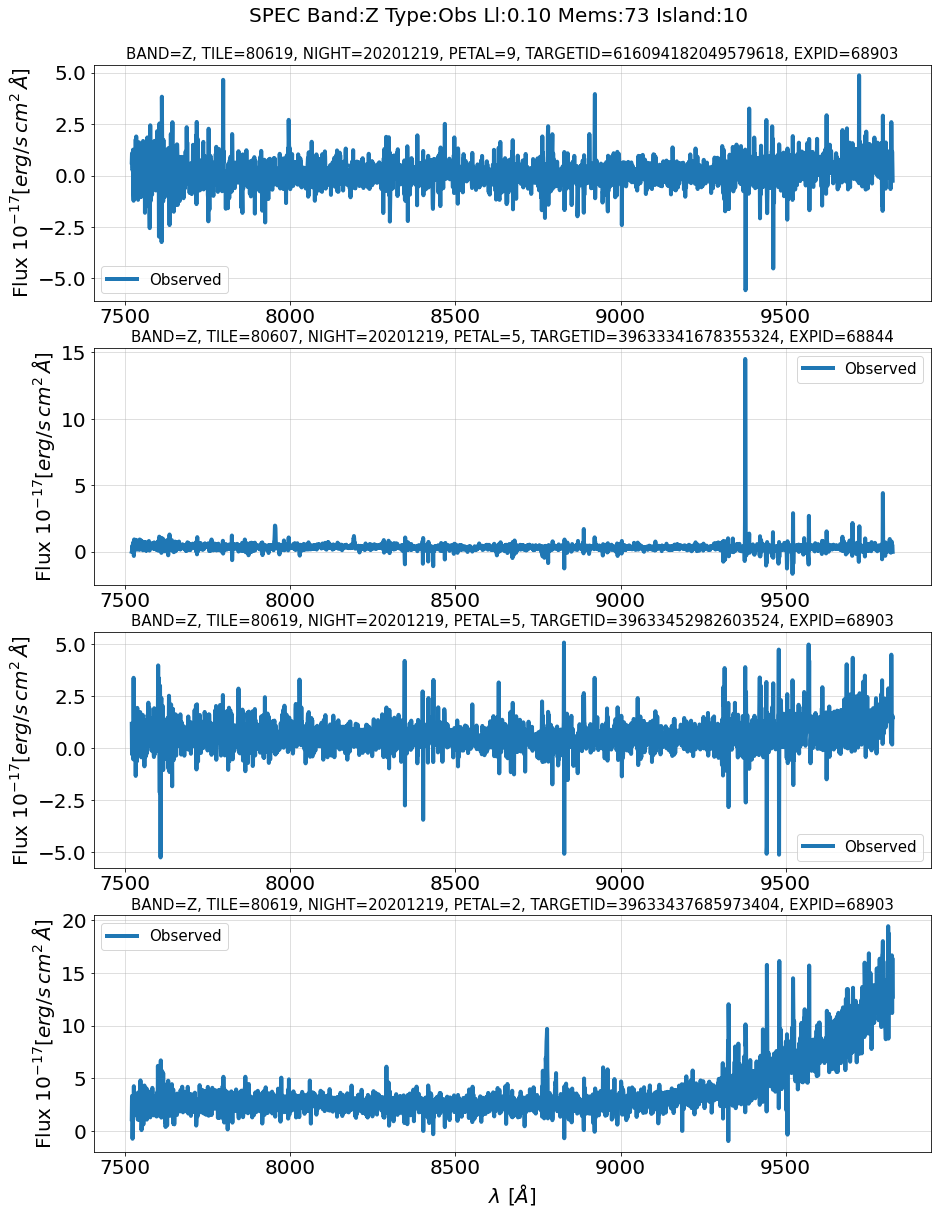 SPEC Band:Z Type:Obs Ll:0.10 Mems:73 Island:10
BAND=Z, TILE=80619, NIGHT=20201219, PETAL=9, TARGETID=616094182049579618, EXPID=68903
Flux 10^{-17}[erg/s cm^2 Å]
5.0
2.5
0.0
−2.5
−5.0
Observed
7500 8000 8500 9000 9500
BAND=Z, TILE=80607, NIGHT=20201219, PETAL=5, TARGETID=39633341678355324, EXPID=68844
Flux 10^{-17}[erg/s cm^2 Å]
15
10
5
0
Observed
7500 8000 8500 9000 9500
BAND=Z, TILE=80619, NIGHT=20201219, PETAL=5, TARGETID=39633452982603524, EXPID=68903
Flux 10^{-17}[erg/s cm^2 Å]
5.0
2.5
0.0
−2.5
−5.0
Observed
7500 8000 8500 9000 9500
BAND=Z, TILE=80619, NIGHT=20201219, PETAL=2, TARGETID=39633437685973404, EXPID=68903
Flux 10^{-17}[erg/s cm^2 Å]
20
15
10
5
0
Observed
7500 8000 8500 9000 9500
λ [Å]